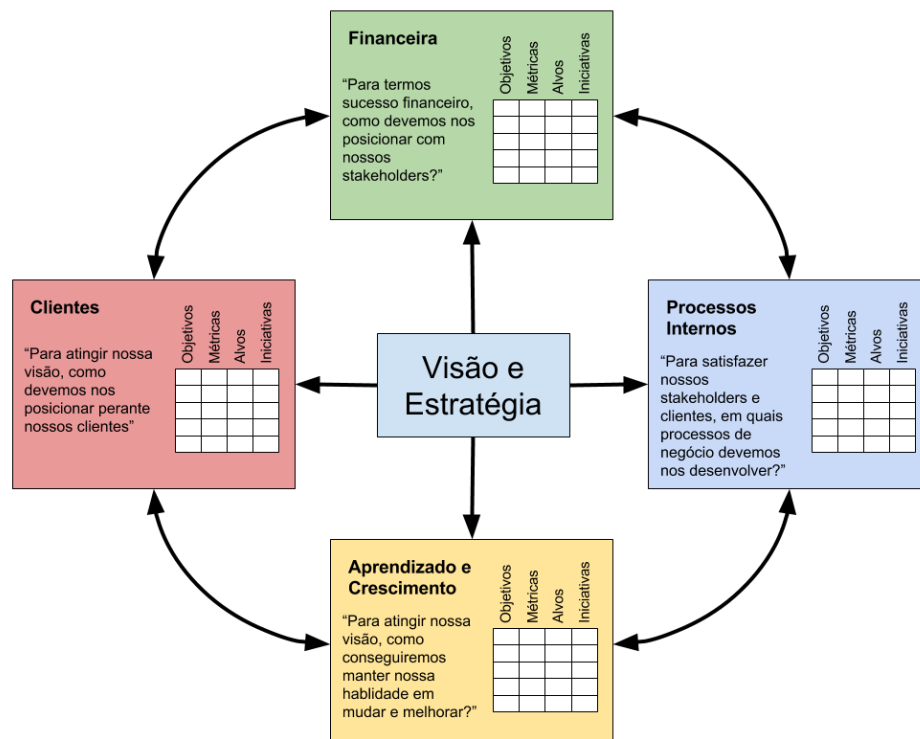 Financeira
“Para termos
sucesso financeiro,
como devemos nos
posicionar com
nossos
stakeholders?”
Objetivos
Métricas
Alvos
Iniciativas
Clientes
“Para atingir nossa
visão, como
devemos nos
posicionar perante
nossos clientes”
Objetivos
Métricas
Alvos
Iniciativas
Visão e
Estratégia
Processos
Internos
“Para satisfazer
nossos
stakeholders e
clientes, em quais
processos de
negócio devemos
nos desenvolver?”
Objetivos
Métricas
Alvos
Iniciativas
Aprendizado e
Crescimento
“Para atingir nossa
visão, como
conseguiremos
manter nossa
hablidade em
mudar e melhorar?”
Objetivos
Métricas
Alvos
Iniciativas